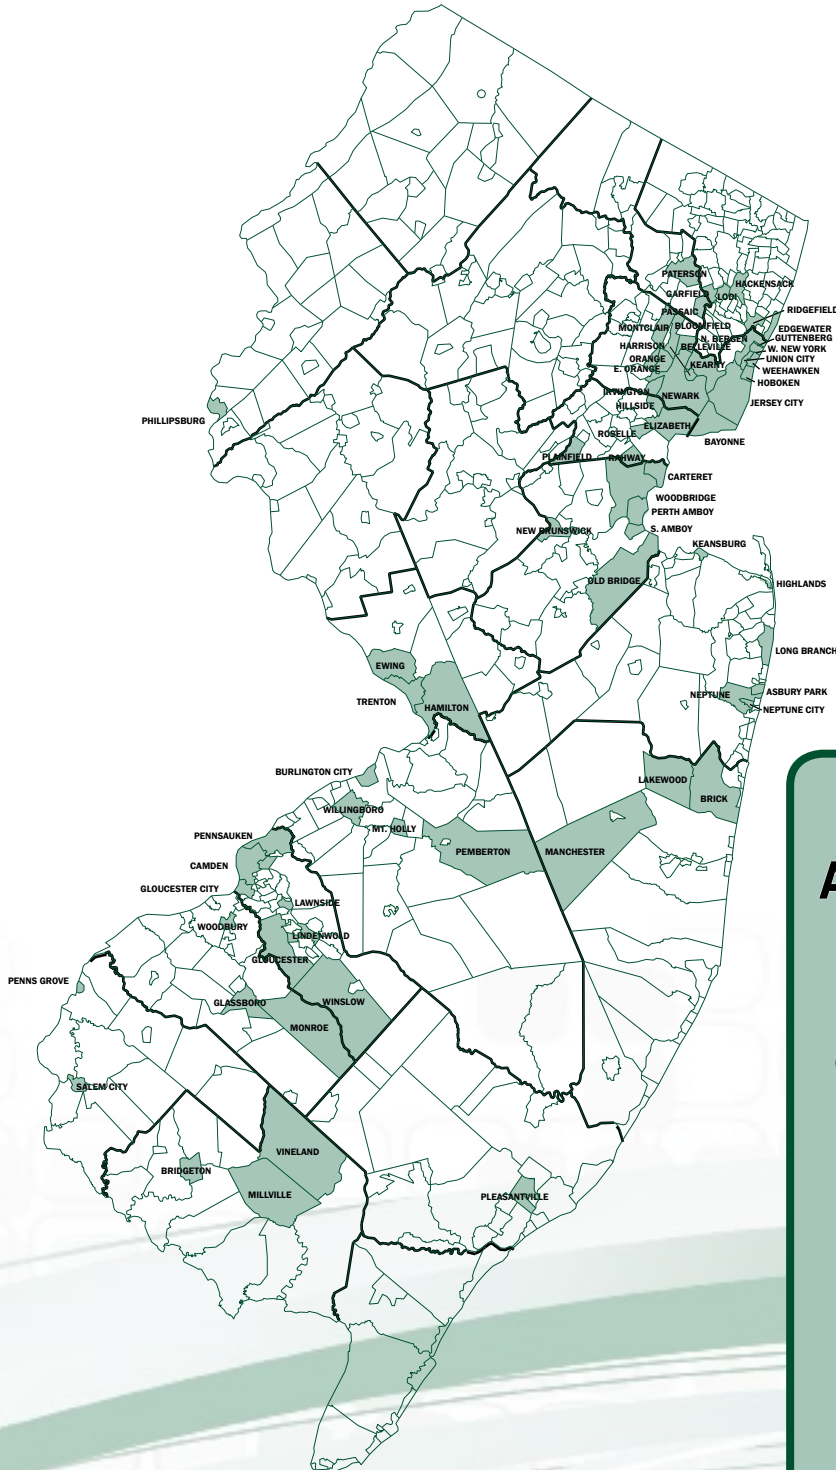 PATERSON
HACKENSACK
GARFIELD
LODI
PASSAIC
RIDGEFIELD
MONTCLAIR
BLOOMFIELD
EDGEWATER
N. BERGEN
GUTTENBERG
HARRISON
BELLEVILLE
W. NEW YORK
ORANGE
UNION CITY
E. ORANGE
KEARNY
WEEHAWKEN
HOBOKEN
IRVINGTON
NEWARK
JERSEY CITY
HILLSIDE
PHILLIPSBURG
ROSELLE
ELIZABETH
BAYONNE
PLAINFIELD
RAHWAY
CARTERET
WOODBRIDGE
PERTH AMBOY
NEW BRUNSWICK
S. AMBOY
KEANSBURG
OLD BRIDGE
HIGHLANDS
LONG BRANCH
EWING
NEPTUNE
ASBURY PARK
TRENTON
HAMILTON
NEPTUNE CITY
BURLINGTON CITY
LAKEWOOD
BRICK
WILLINGBORO
MT. HOLLY
PENNSAUKEN
PEMBERTON
MANCHESTER
CAMDEN
GLOUCESTER CITY
LAWNSIDE
WOODBURY
LINDENWOLD
GLOUCESTER
PENNS GROVE
GLASSBORO
WINSLOW
MONROE
SALEM CITY
VINELAND
BRIDGETON
MILLVILLE
PLEASANTVILLE
A